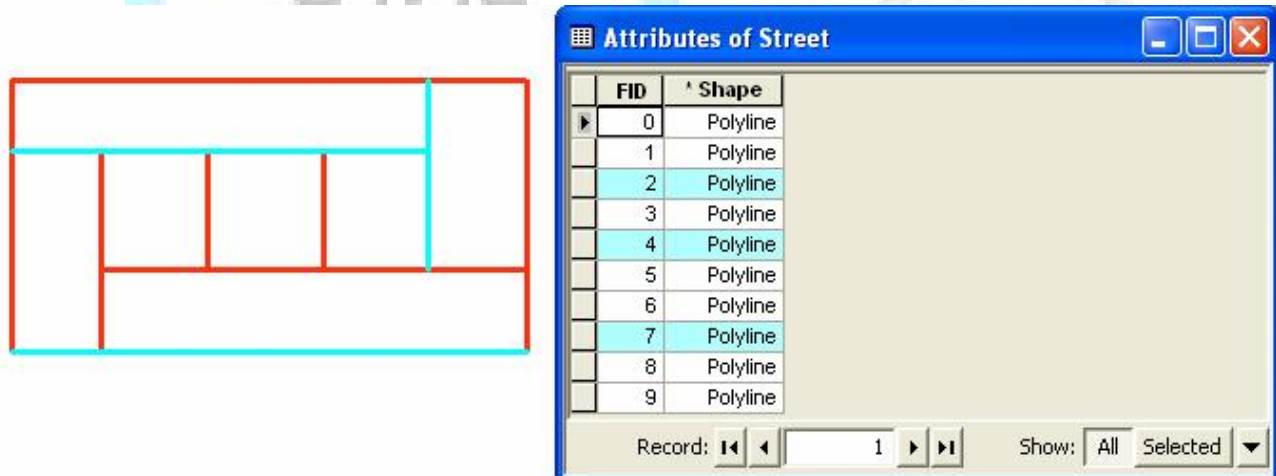 Attributes of Street
FID * Shape
0 Polyline
1 Polyline
2 Polyline
3 Polyline
4 Polyline
5 Polyline
6 Polyline
7 Polyline
8 Polyline
9 Polyline
Record: 1 Show: All Selected